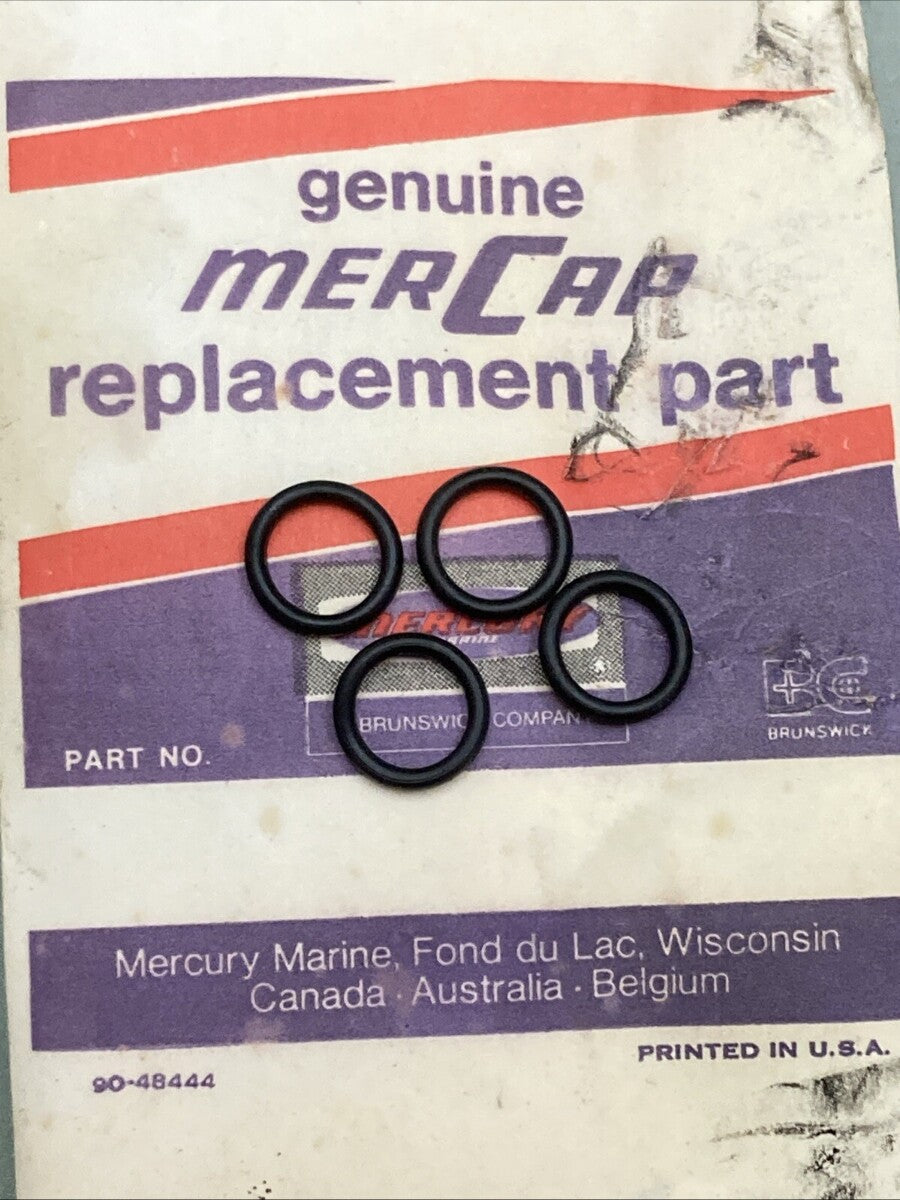 genuine
MERCAP
replacement part
MERCURY
BRUNSWICK
PART NO.
BRUNSWICK
Mercury Marine, Fond du Lac, Wisconsin
Canada · Australia · Belgium
PRINTED IN U.S.A.
90-48444